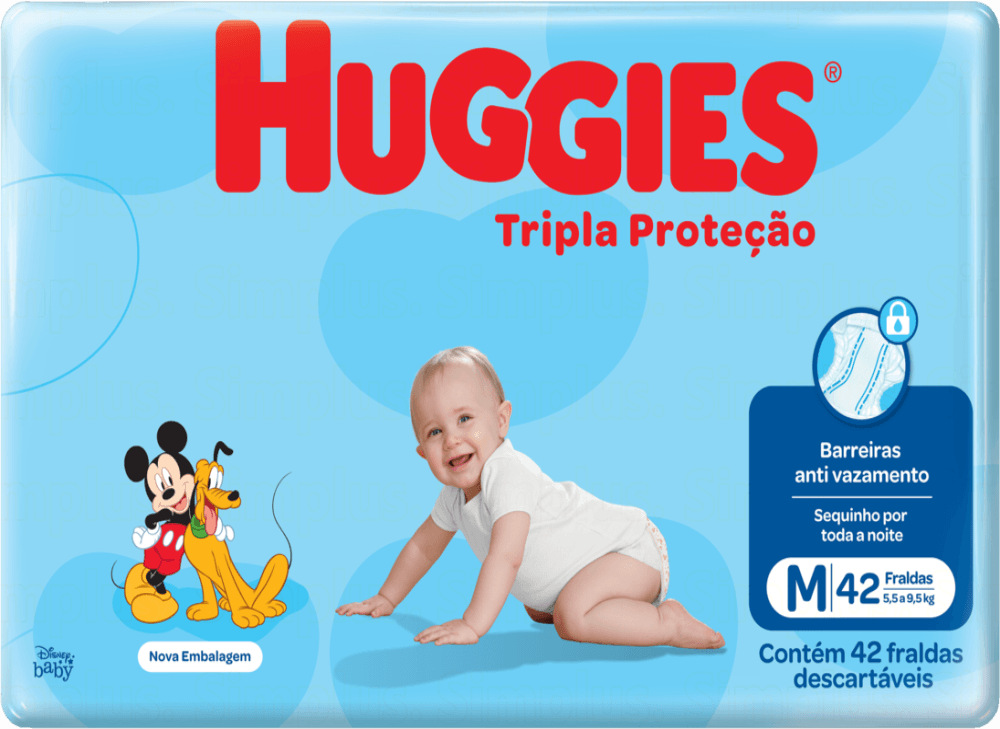 HUGGIES®
Tripla Proteção
Barreiras
anti vazamento
Sequinho por
toda a noite
M 42 Fraldas
5,5 a 9,5 kg
Contém 42 fraldas
descartáveis
Nova Embalagem
Disney
baby